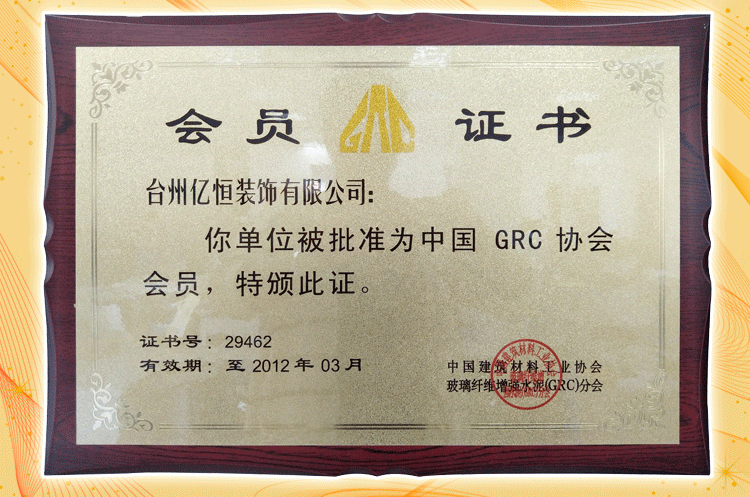 会员 GRC 证书
台州亿恒装饰有限公司:
你单位被批准为中国 GRC 协会
会员，特颁此证。
证书号: 29462
有效期: 至 2012 年 03 月
中国建筑材料工业协会
玻璃纤维增强水泥(GRC)分会